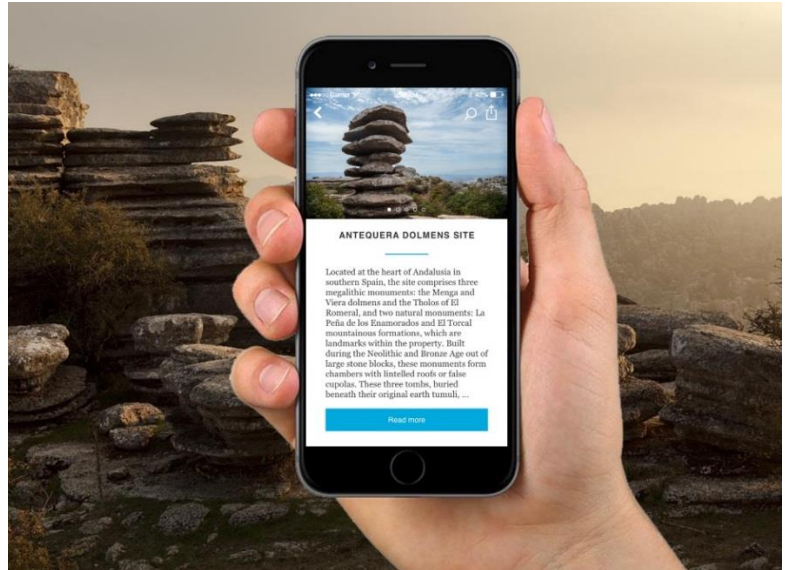 Carrier
42%
ANTEQUERA DOLMENS SITE
Located at the heart of Andalusia in
southern Spain, the site comprises three
megalithic monuments: the Menga and
Viera dolmens and the Tholos of El
Romeral, and two natural monuments: La
Peña de los Enamorados and El Torcal
mountainous formations, which are
landmarks within the property. Built
during the Neolithic and Bronze Age out of
large stone blocks, these monuments form
chambers with lintelled roofs or false
cupolas. These three tombs, buried
beneath their original earth tumuli, ...
Read more